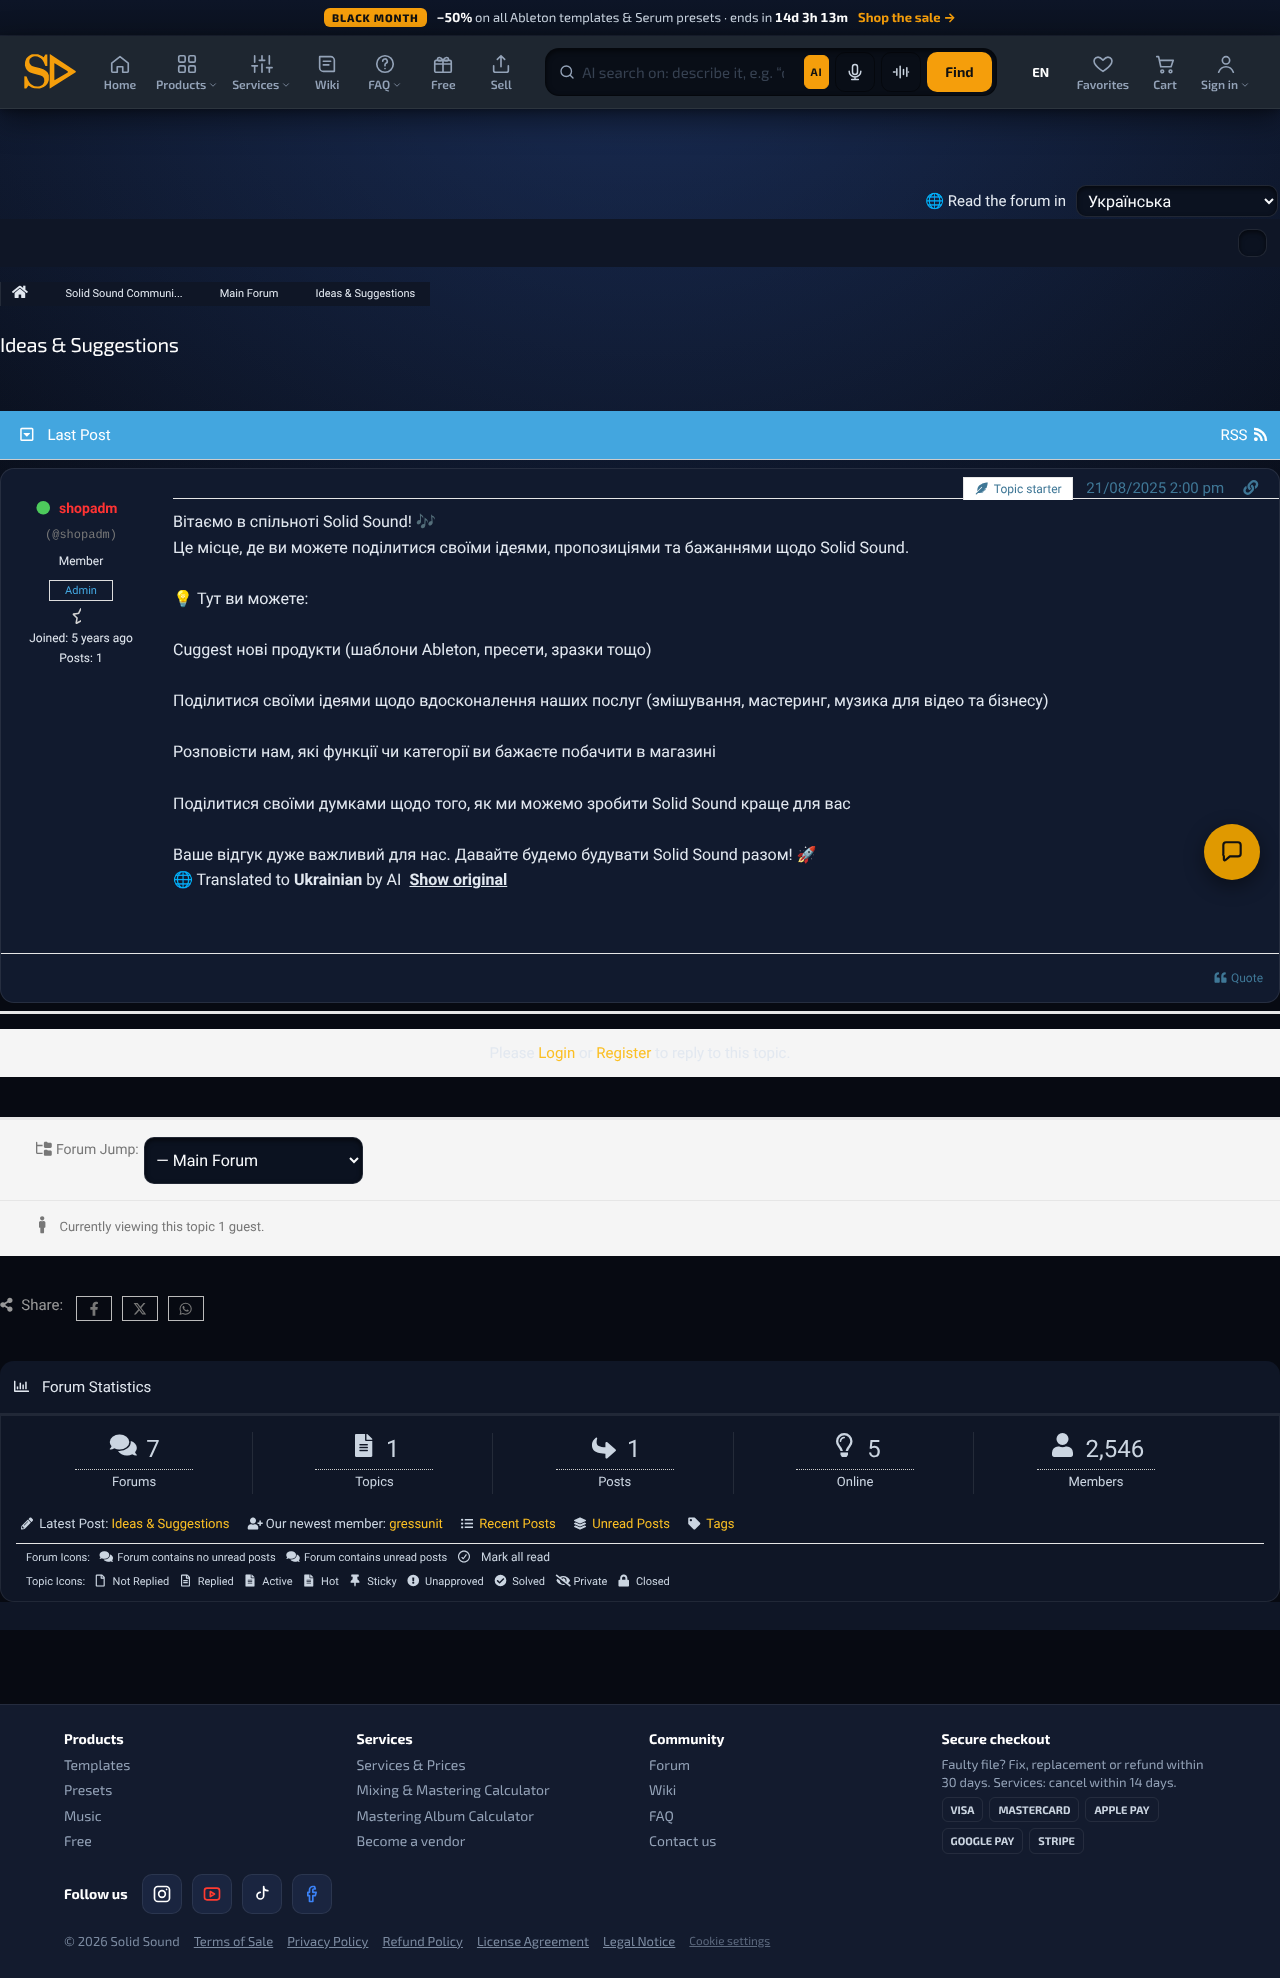 BLACK MONTH −50% on all Ableton templates & Serum presets · ends in 14d 3h 13m Shop the sale →
Home Products Services Wiki FAQ Free Sell
AI search on: describe it, e.g. “
AI
Find
EN
Favorites Cart Sign in
🌐 Read the forum in Українська
Solid Sound Communi... Main Forum Ideas & Suggestions
Ideas & Suggestions
Last Post RSS
Topic starter 21/08/2025 2:00 pm
shopadm
(@shopadm)
Member
Admin
Joined: 5 years ago
Posts: 1
Вітаємо в спільноті Solid Sound! 🎶
Це місце, де ви можете поділитися своїми ідеями, пропозиціями та бажаннями щодо Solid Sound.
💡 Тут ви можете:
Cuggest нові продукти (шаблони Ableton, пресети, зразки тощо)
Поділитися своїми ідеями щодо вдосконалення наших послуг (змішування, мастеринг, музика для відео та бізнесу)
Розповісти нам, які функції чи категорії ви бажаєте побачити в магазині
Поділитися своїми думками щодо того, як ми можемо зробити Solid Sound краще для вас
Ваше відгук дуже важливий для нас. Давайте будемо будувати Solid Sound разом! 🚀
🌐 Translated to Ukrainian by AI Show original
Quote
Please Login or Register to reply to this topic.
Forum Jump: — Main Forum
Currently viewing this topic 1 guest.
Share:
Forum Statistics
7 1 1 5 2,546
Forums Topics Posts Online Members
Latest Post: Ideas & Suggestions Our newest member: gressunit Recent Posts Unread Posts Tags
Forum Icons: Forum contains no unread posts Forum contains unread posts Mark all read
Topic Icons: Not Replied Replied Active Hot Sticky Unapproved Solved Private Closed
Products
Templates
Presets
Music
Free
Services
Services & Prices
Mixing & Mastering Calculator
Mastering Album Calculator
Become a vendor
Community
Forum
Wiki
FAQ
Contact us
Secure checkout
Faulty file? Fix, replacement or refund within
30 days. Services: cancel within 14 days.
VISA MASTERCARD APPLE PAY
GOOGLE PAY STRIPE
Follow us
© 2026 Solid Sound Terms of Sale Privacy Policy Refund Policy License Agreement Legal Notice Cookie settings